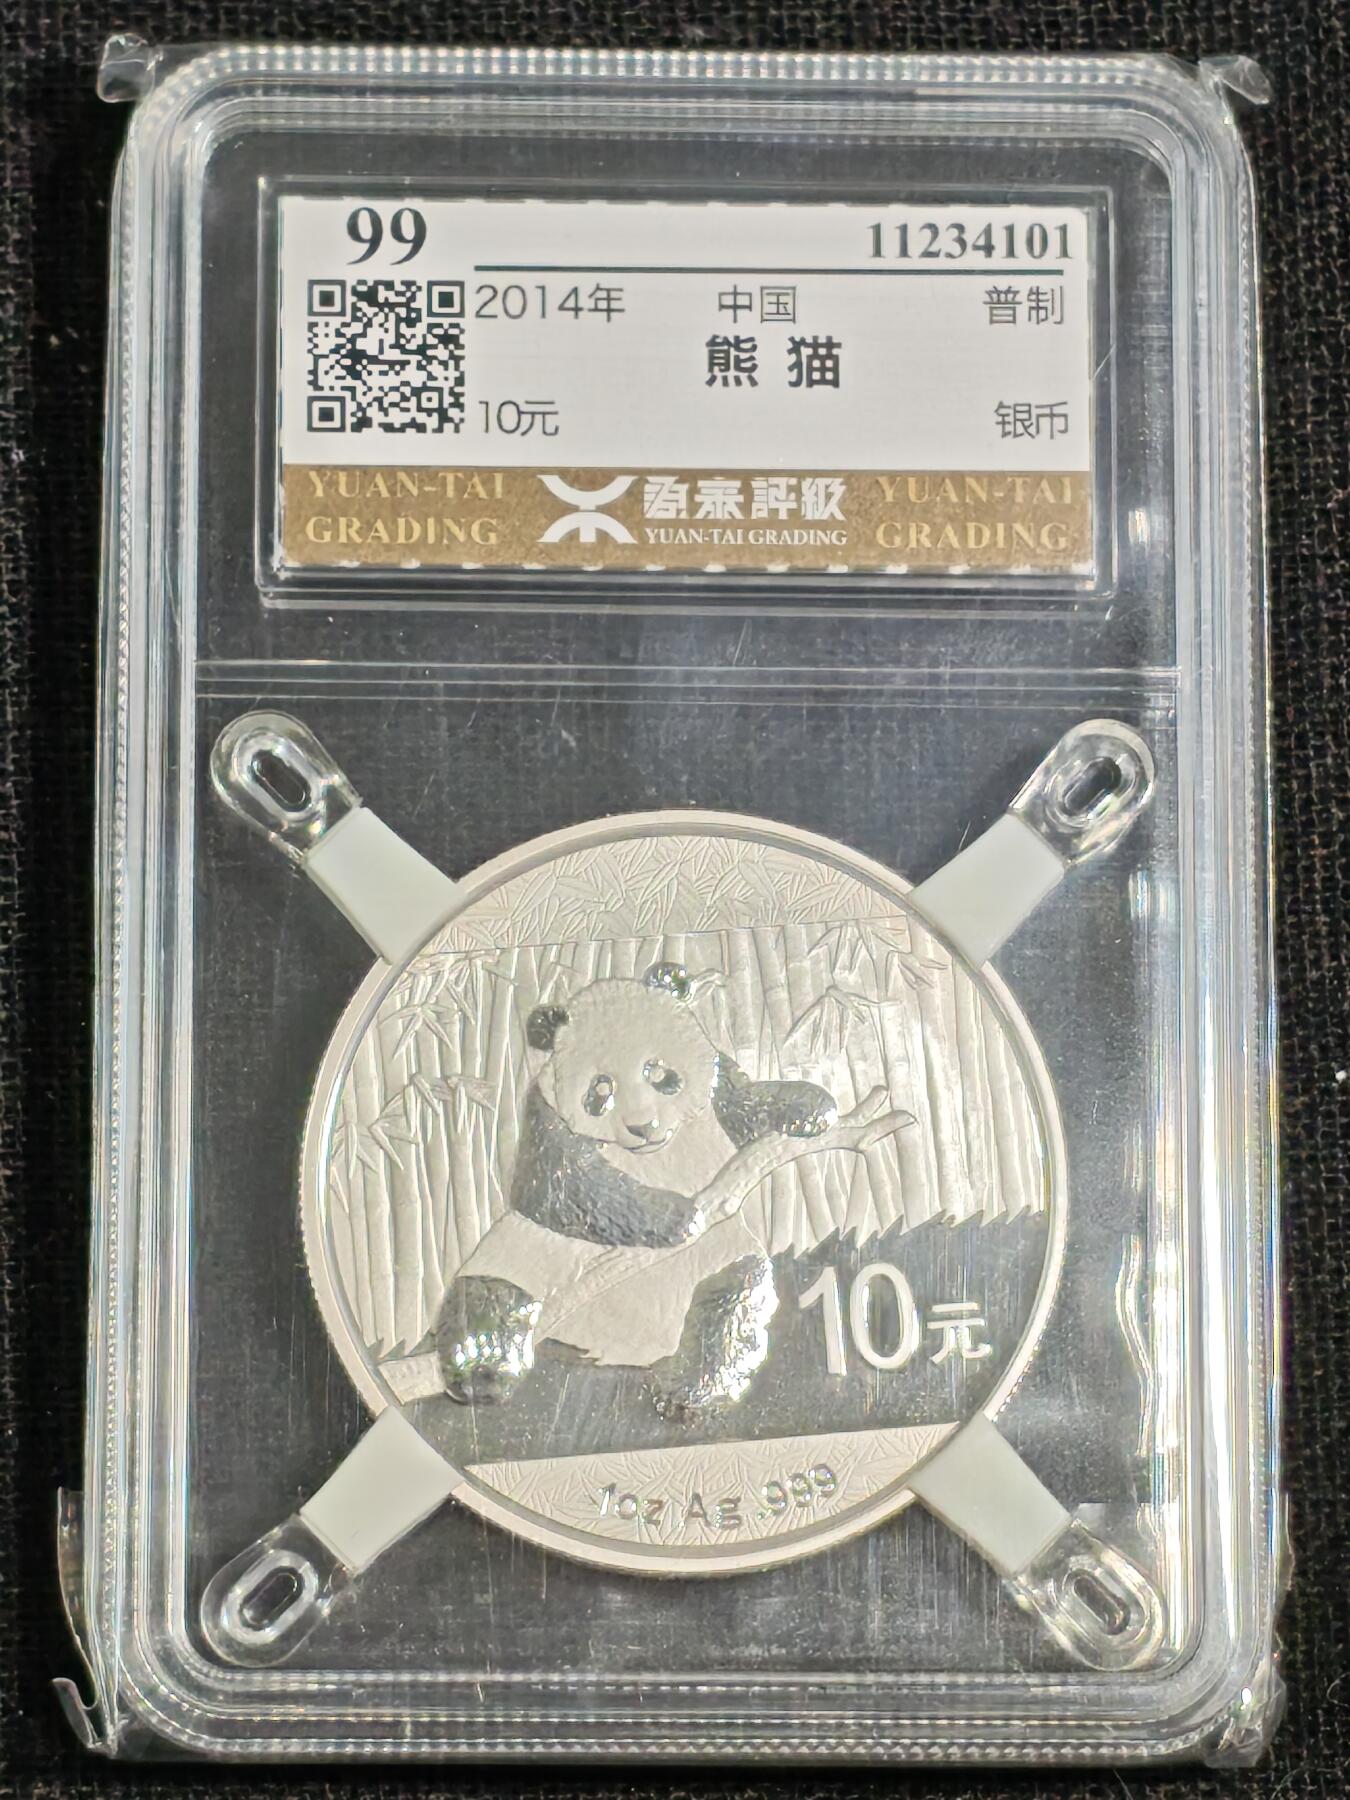 99 11234101
2014年 中国 普制
熊猫
10元 银币
YUAN-TAI GRADING
源泰評級
YUAN-TAI GRADING
YUAN-TAI GRADING
10元
1oz Ag .999